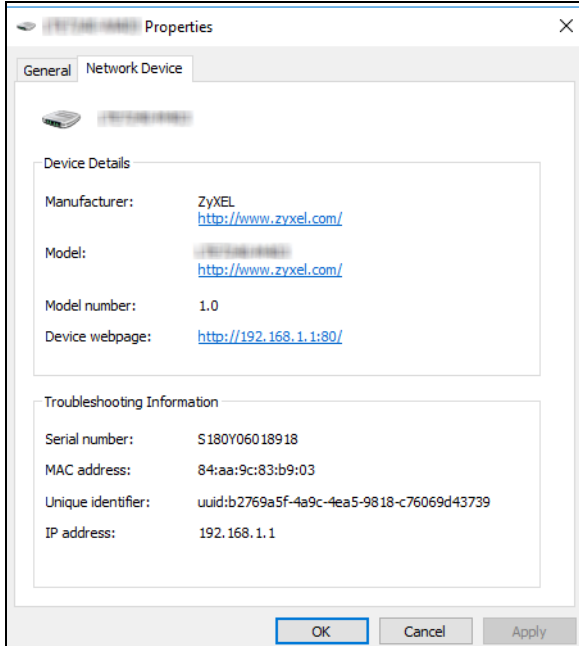 Properties
General
Network Device
Device Details
Manufacturer: ZyXEL
http://www.zyxel.com/
Model:
http://www.zyxel.com/
Model number: 1.0
Device webpage: http://192.168.1.1:80/
Troubleshooting Information
Serial number: S180Y06018918
MAC address: 84:aa:9c:83:b9:03
Unique identifier: uuid:b2769a5f-4a9c-4ea5-9818-c76069d43739
IP address: 192.168.1.1
OK Cancel Apply